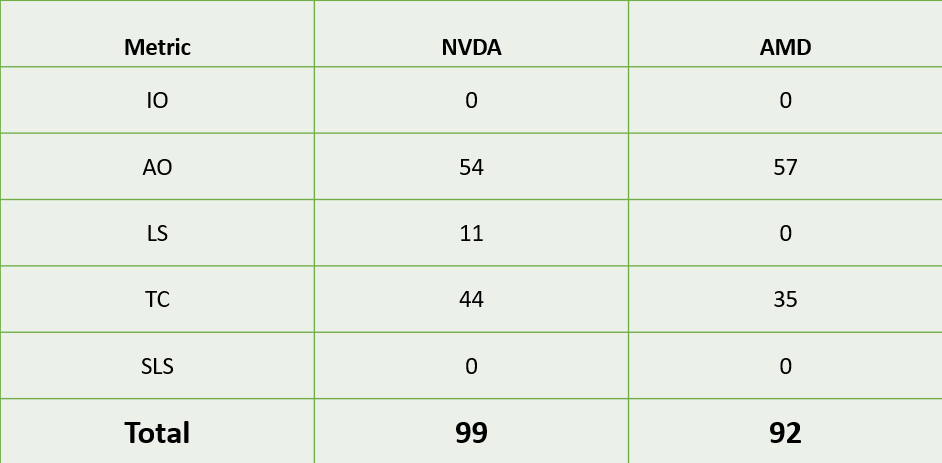 Metric NVDA AMD
IO 0 0
AO 54 57
LS 11 0
TC 44 35
SLS 0 0
Total 99 92